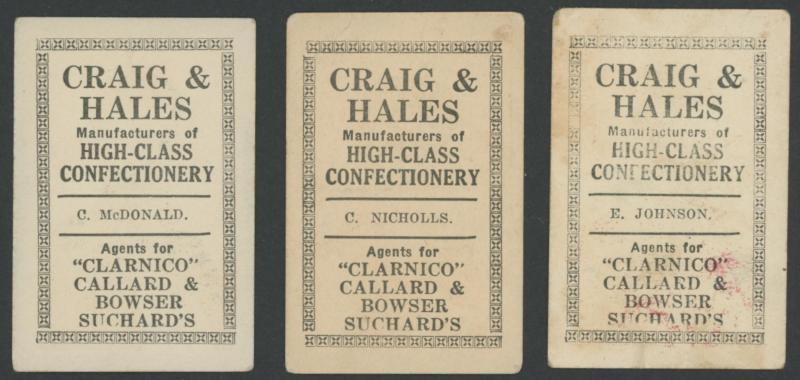 CRAIG &
HALES
Manufacturers of
HIGH-CLASS
CONFECTIONERY
C. McDONALD.
Agents for
"CLARNICO"
CALLARD &
BOWSER
SUCHARD'S
CRAIG &
HALES
Manufacturers of
HIGH-CLASS
CONFECTIONERY
C. NICHOLLS.
Agents for
"CLARNICO"
CALLARD &
BOWSER
SUCHARD'S
CRAIG &
HALES
Manufacturers of
HIGH-CLASS
CONFECTIONERY
E. JOHNSON.
Agents for
"CLARNICO"
CALLARD &
BOWSER
SUCHARD'S